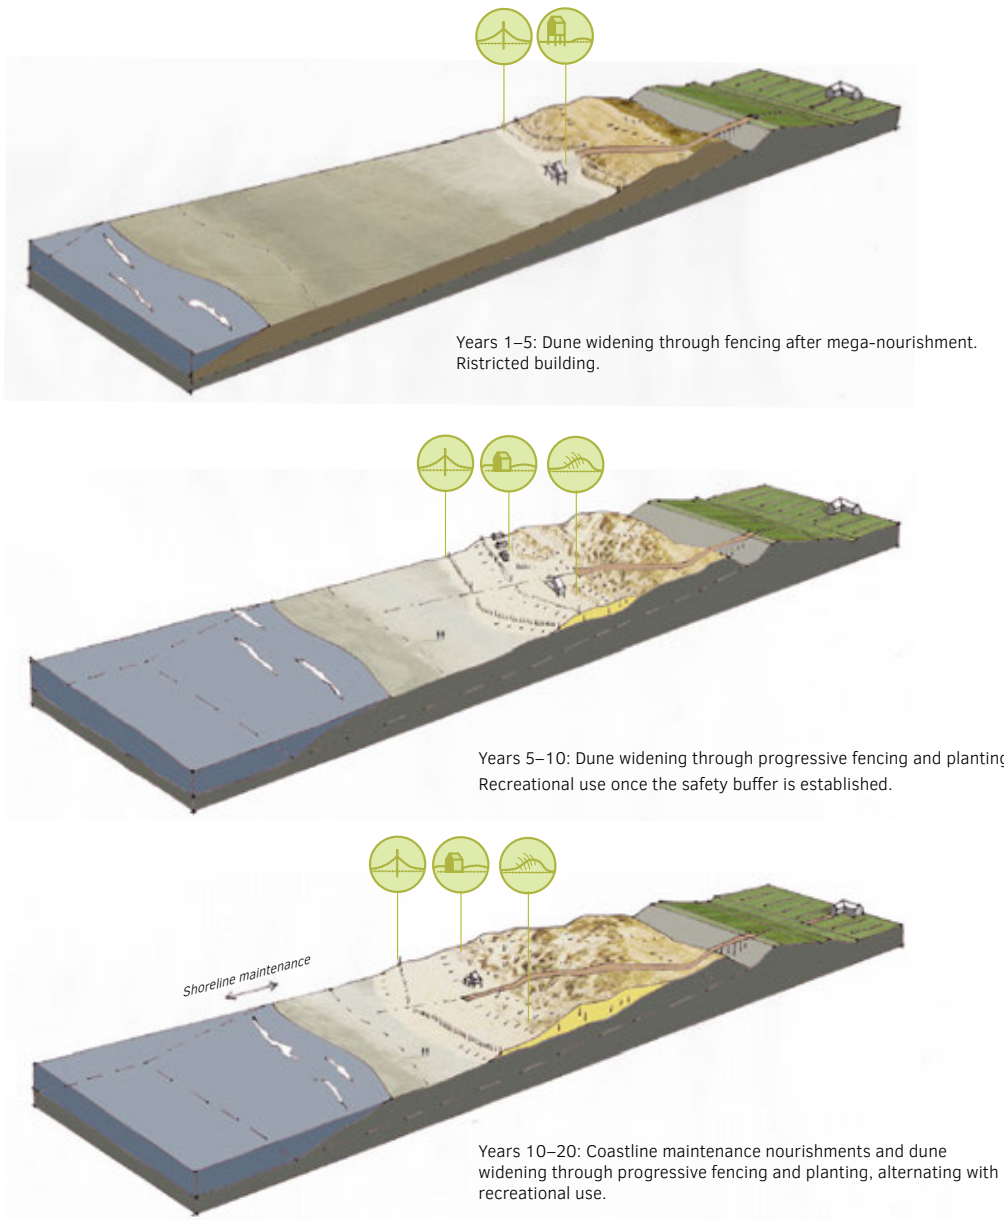 Years 1–5: Dune widening through fencing after mega-nourishment.
Ristricted building.
Years 5–10: Dune widening through progressive fencing and planting
Recreational use once the safety buffer is established.
Shoreline maintenance
Years 10–20: Coastline maintenance nourishments and dune
widening through progressive fencing and planting, alternating with
recreational use.